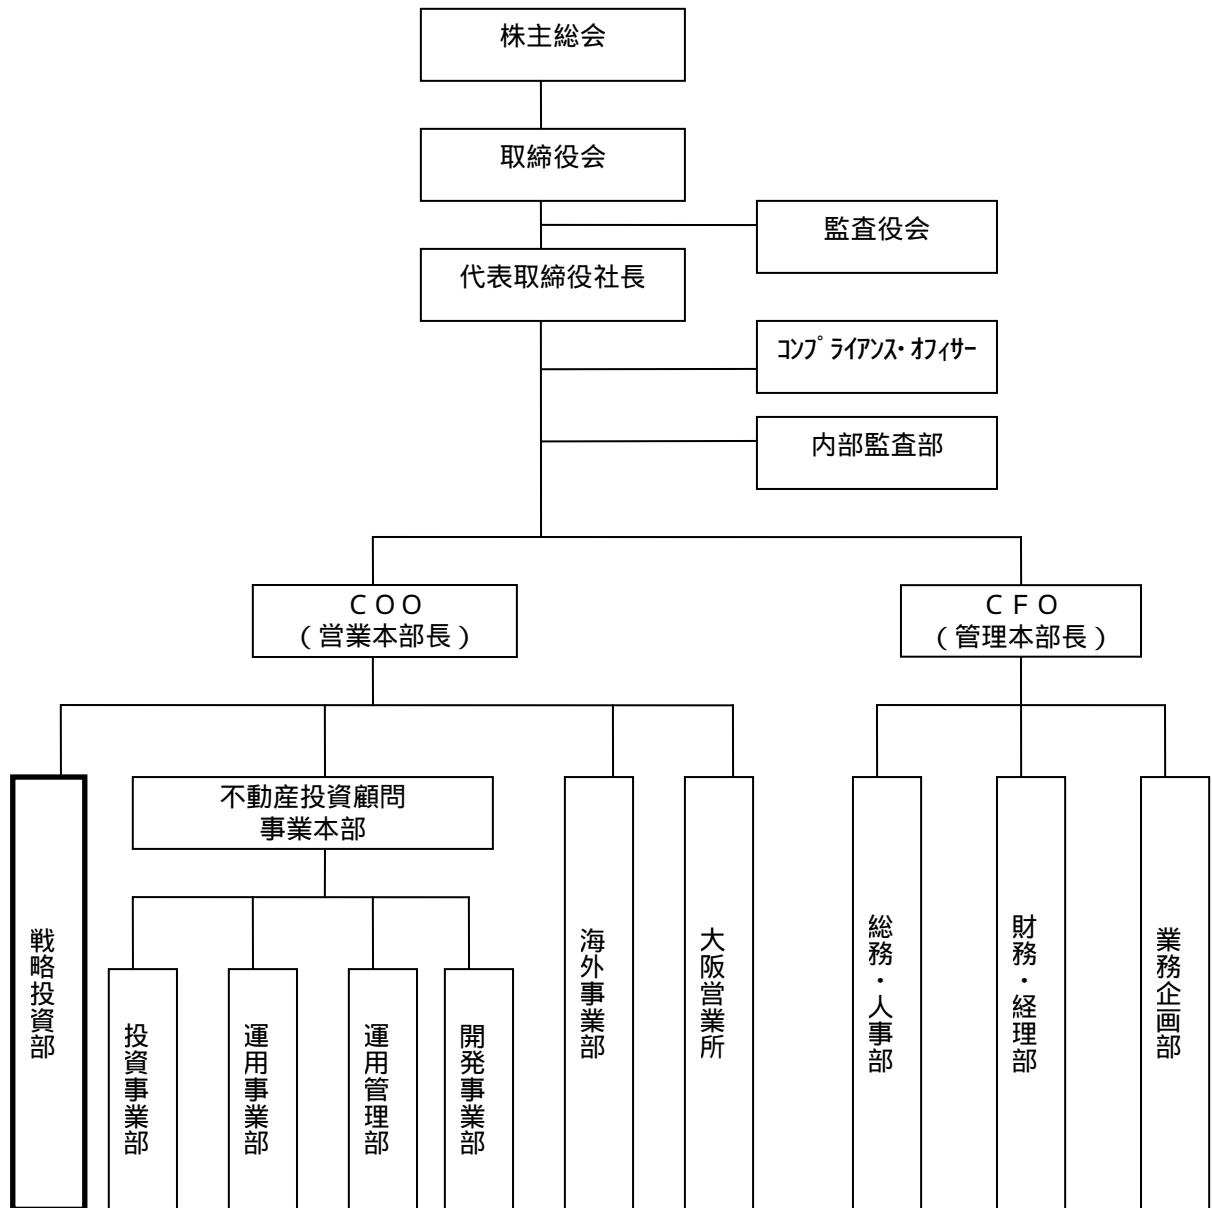 株主総会
取締役会
監査役会
代表取締役社長
ｺﾝﾌﾟﾗｲｱﾝｽ・ｵﾌｨｻｰ
内部監査部
ＣＯＯ
（営業本部長）
ＣＦＯ
（管理本部長）
不動産投資顧問
事業本部
戦略投資部
投資事業部
運用事業部
運用管理部
開発事業部
海外事業部
大阪営業所
総務・人事部
財務・経理部
業務企画部